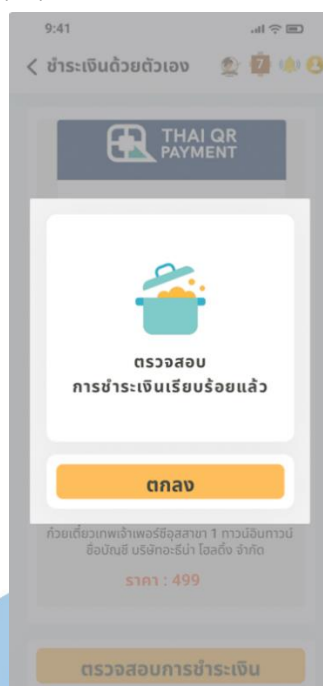 9:41
ชำระเงินด้วยตัวเอง
7
THAI QR
PAYMENT
ตรวจสอบ
การชำระเงินเรียบร้อยแล้ว
ตกลง
ก๋วยเตี๋ยวเทพเจ้าเพอร์ซีอุสสาขา 1 ทาวน์อินทาวน์
ชื่อบัญชี บริษัทอะธีน่า โฮลดิ้ง จำกัด
ราคา : 499
ตรวจสอบการชำระเงิน